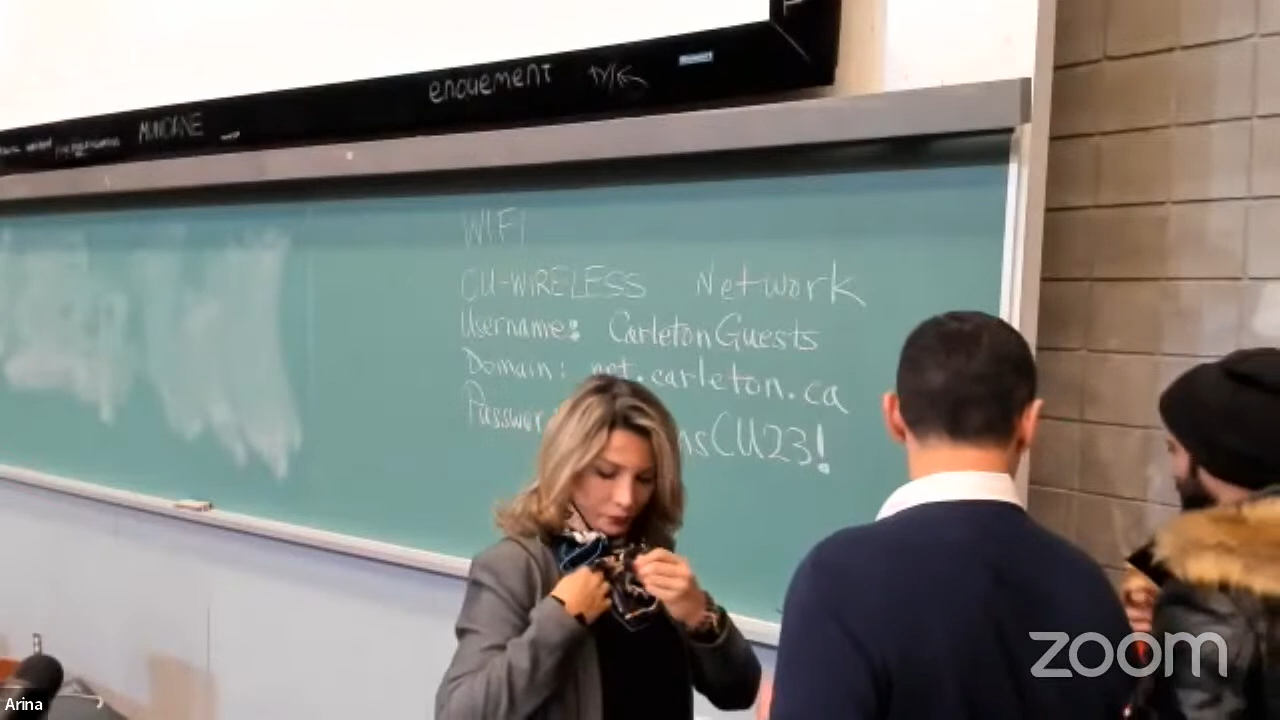 enouement
MUNDANE
WIFI
CU-WIRELESS Network
Username: CarletonGuests
Domain: net.carleton.ca
nsCU23!
zoom
Arina